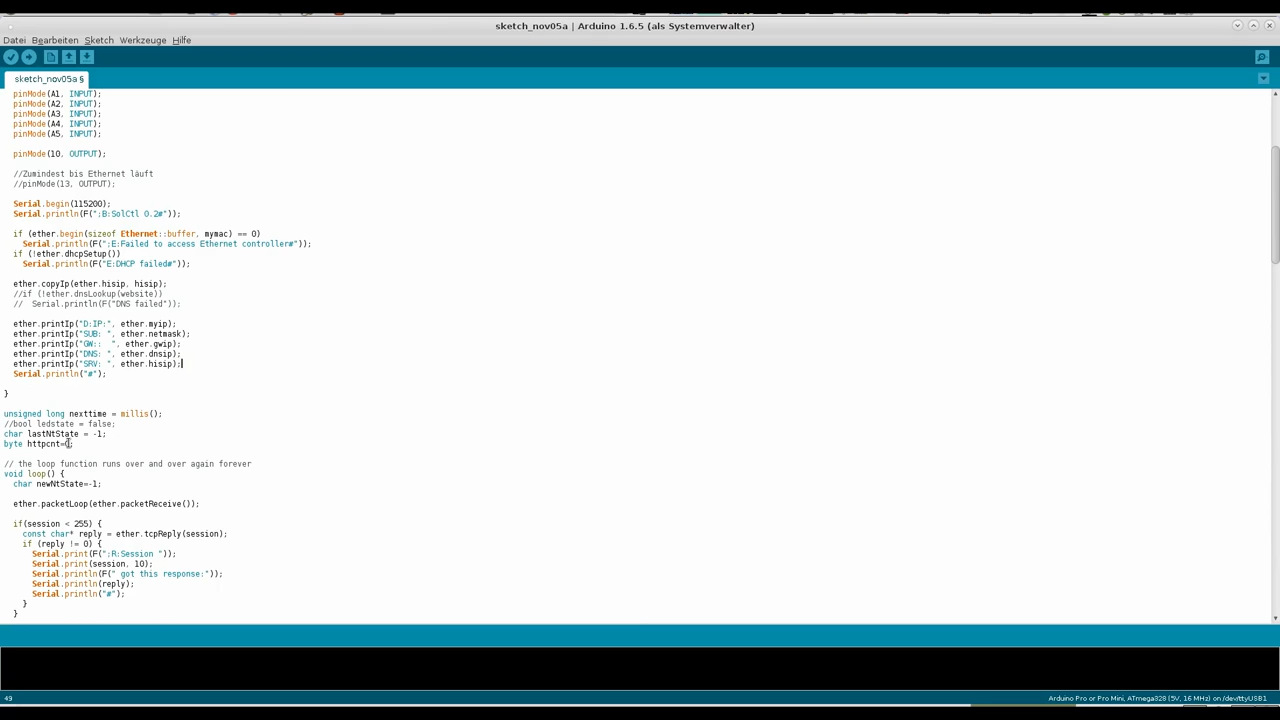 sketch_nov05a | Arduino 1.6.5 (als Systemverwalter)
Datei Bearbeiten Sketch Werkzeuge Hilfe
sketch_nov05a §
pinMode(A1, INPUT);
pinMode(A2, INPUT);
pinMode(A3, INPUT);
pinMode(A4, INPUT);
pinMode(A5, INPUT);
pinMode(10, OUTPUT);
//Zumindest bis Ethernet läuft
//pinMode(13, OUTPUT);
Serial.begin(115200);
Serial.println(F(";B:SolCtl 0.2#"));
if (ether.begin(sizeof Ethernet::buffer, mymac) == 0)
Serial.println(F(";E:Failed to access Ethernet controller#"));
if (!ether.dhcpSetup())
Serial.println(F("E:DHCP failed#"));
ether.copyIp(ether.hisip, hisip);
//if (!ether.dnsLookup(website))
//  Serial.println(F("DNS failed"));
ether.printIp("D:IP:", ether.myip);
ether.printIp("SUB: ", ether.netmask);
ether.printIp("GW::  ", ether.gwip);
ether.printIp("DNS: ", ether.dnsip);
ether.printIp("SRV: ", ether.hisip);
Serial.println("#");
}
unsigned long nexttime = millis();
//bool ledstate = false;
char lastNtState = -1;
byte httpcnt=0;
// the loop function runs over and over again forever
void loop() {
char newNtState=-1;
ether.packetLoop(ether.packetReceive());
if(session < 255) {
const char* reply = ether.tcpReply(session);
if (reply != 0) {
Serial.print(F(";R:Session "));
Serial.print(session, 10);
Serial.println(F(" got this response:"));
Serial.println(reply);
Serial.println("#");
}
}
49
Arduino Pro or Pro Mini, ATmega328 (5V, 16 MHz) on /dev/ttyUSB1